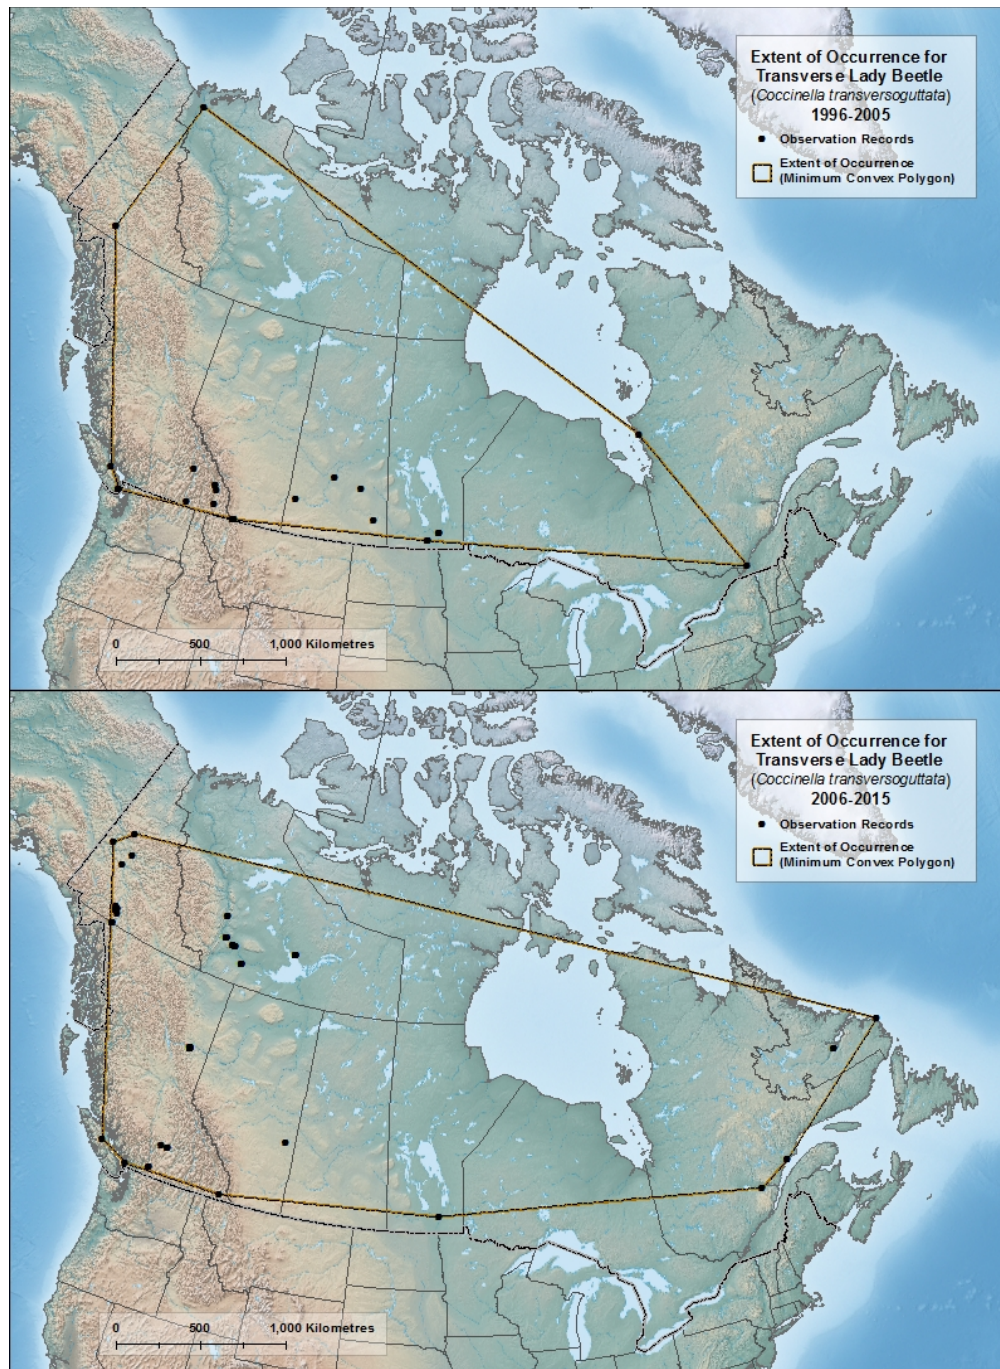 Extent of Occurrence for
Transverse Lady Beetle
(Coccinella transversoguttata)
1996-2005
Observation Records
Extent of Occurrence
(Minimum Convex Polygon)
0 500 1,000 Kilometres
Extent of Occurrence for
Transverse Lady Beetle
(Coccinella transversoguttata)
2006-2015
Observation Records
Extent of Occurrence
(Minimum Convex Polygon)
0 500 1,000 Kilometres